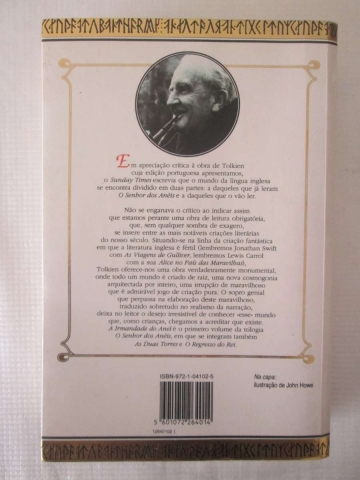 Em apreciação crítica à obra de Tolkien
cuja edição portuguesa apresentamos,
o Sunday Times escrevia que o mundo da língua inglesa
se encontra dividido em duas partes: a daqueles que já leram
O Senhor dos Anéis e a daqueles que o vão ler.
Não se enganava o crítico ao indicar assim
que estamos perante uma obra de leitura obrigatória,
que, sem qualquer sombra de exagero,
se insere entre as mais notáveis criações literárias
do nosso século. Situando-se na linha da criação fantástica
em que a literatura inglesa é fértil (lembremos Jonathan Swift
com As Viagens de Gulliver, lembremos Lewis Carrol
com a sua Alice no País das Maravilhas),
Tolkien oferece-nos uma obra verdadeiramente monumental,
onde todo um mundo é criado de raiz, uma nova cosmogonia
arquitectada por inteiro, uma irrupção de maravilhoso
que é admirável jogo de criação pura. O sopro genial
que perpassa na elaboração deste maravilhoso,
traduzido sobretudo no realismo da narração,
deixa no leitor o desejo irresistível de conhecer «esse» mundo
que, como crianças, chegamos a acreditar que existe.
A Irmandade do Anel é o primeiro volume da trilogia
O Senhor dos Anéis, em que se integram também
As Duas Torres e O Regresso do Rei.
ISBN-972-1-04102-5
Na capa:
Ilustração de John Howe
5601072264014